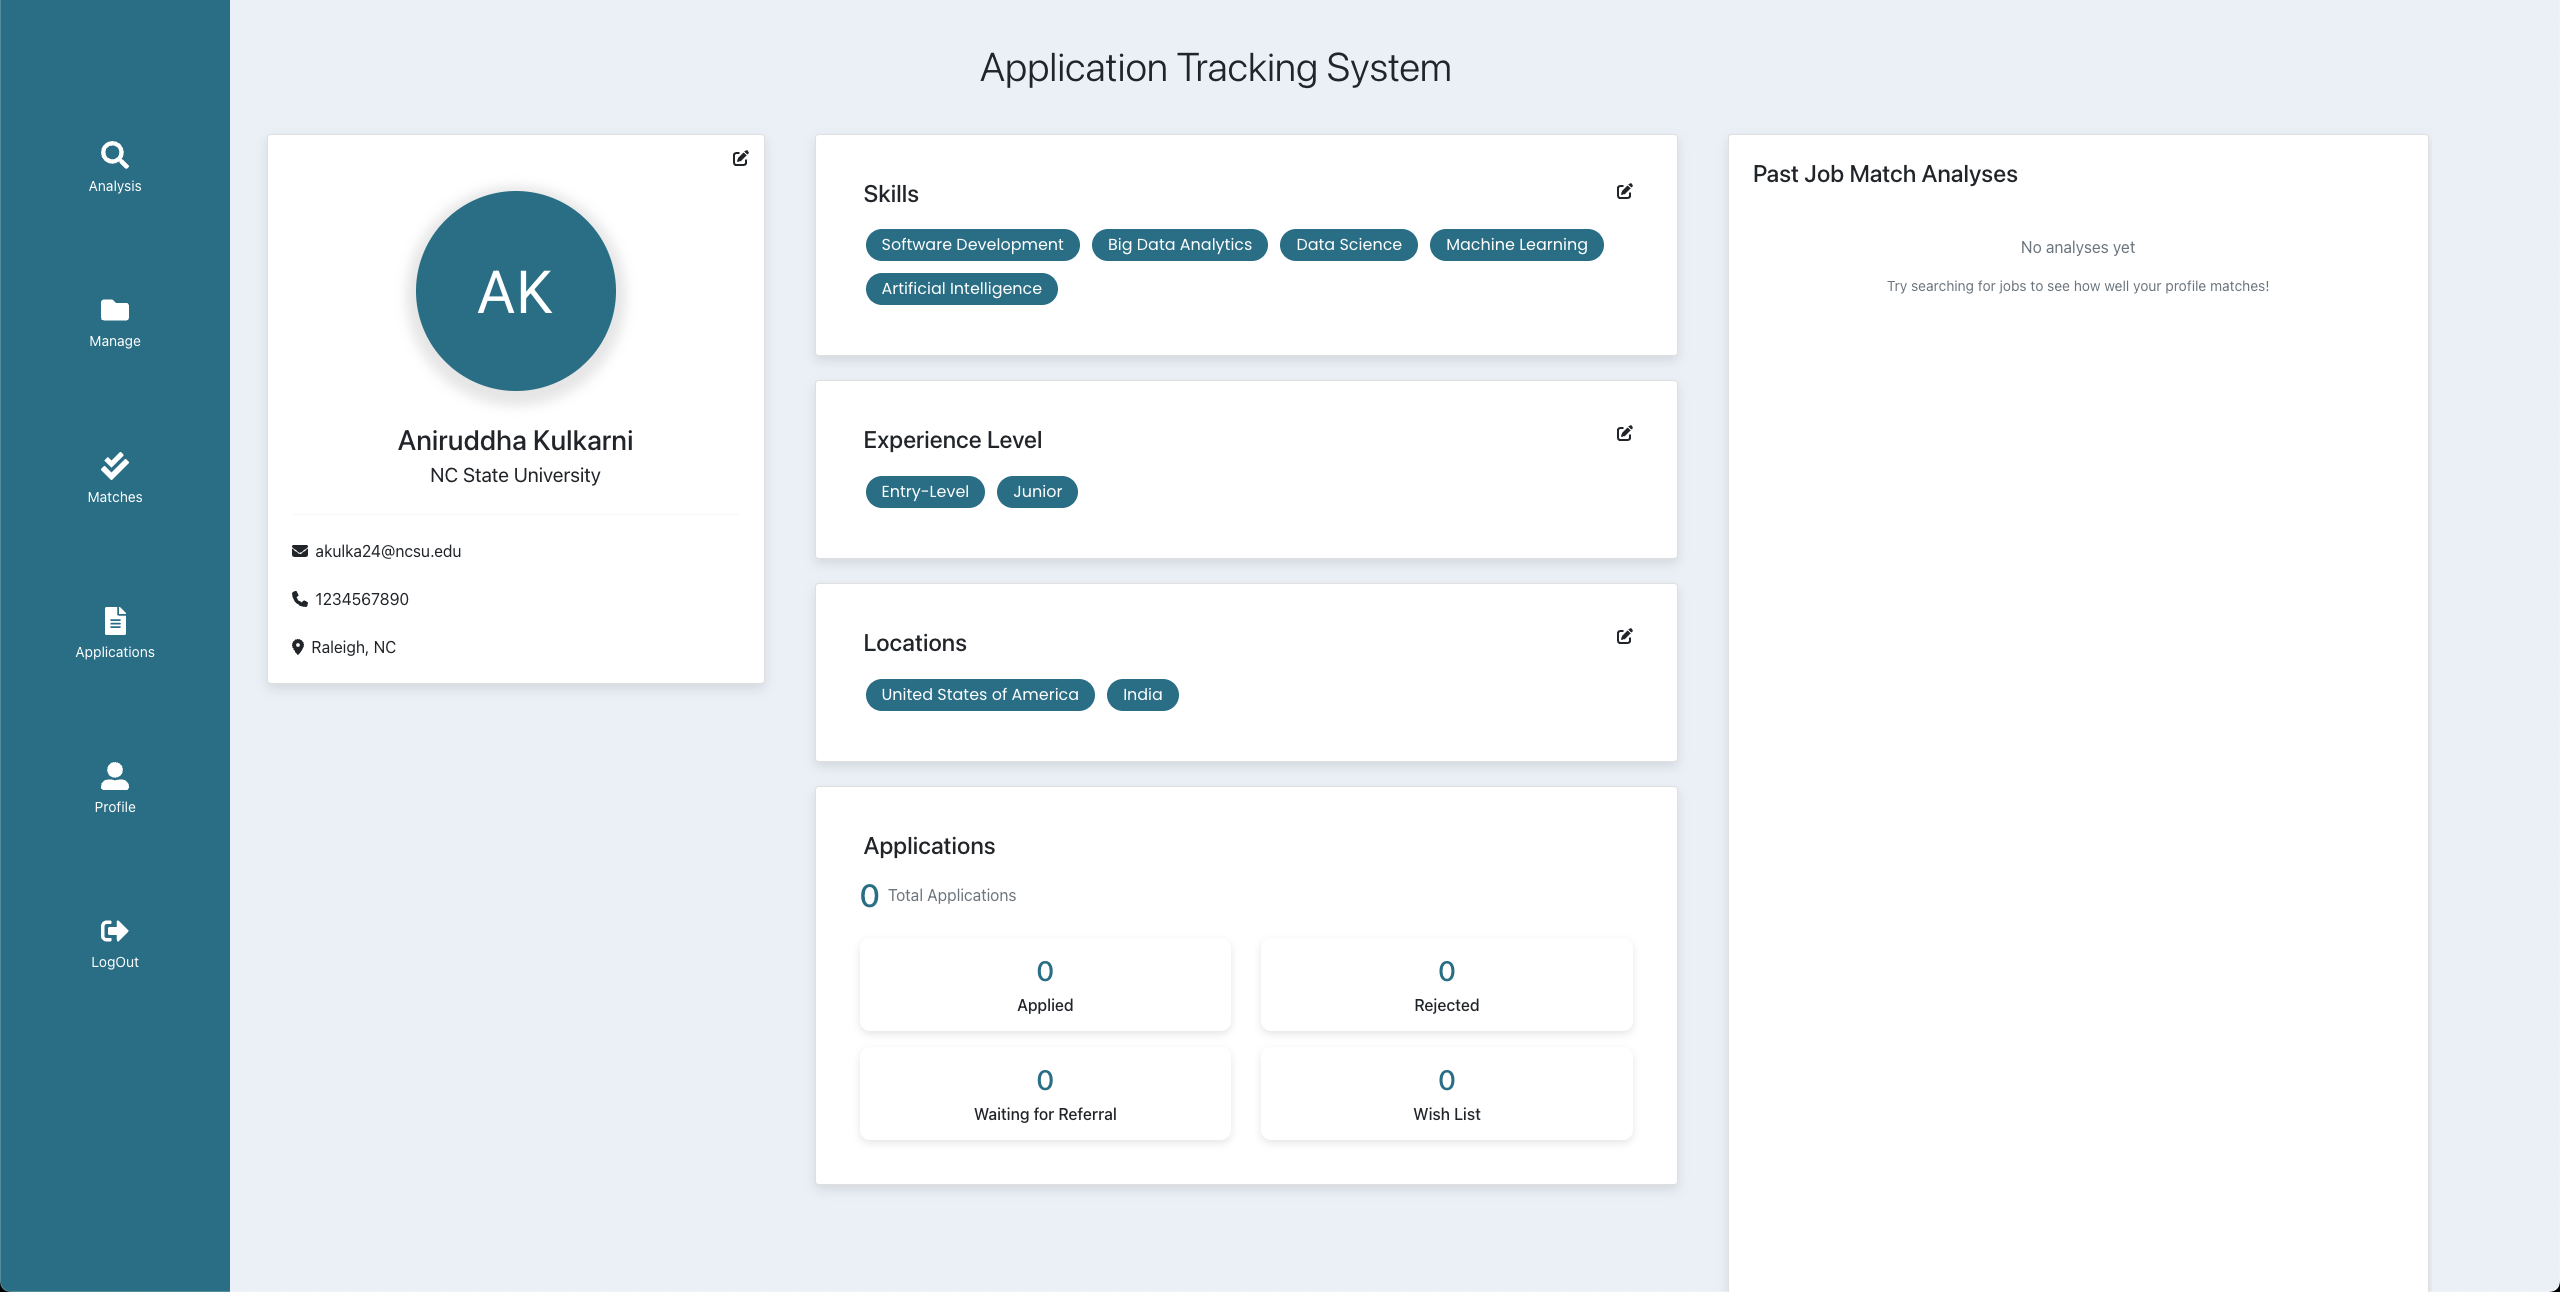 Application Tracking System
Analysis
Manage
Matches
Applications
Profile
LogOut
AK
Aniruddha Kulkarni
NC State University
akulka24@ncsu.edu
1234567890
Raleigh, NC
Skills
Software Development Big Data Analytics Data Science Machine Learning
Artificial Intelligence
Experience Level
Entry-Level Junior
Locations
United States of America India
Applications
0 Total Applications
0
Applied
0
Rejected
0
Waiting for Referral
0
Wish List
Past Job Match Analyses
No analyses yet
Try searching for jobs to see how well your profile matches!